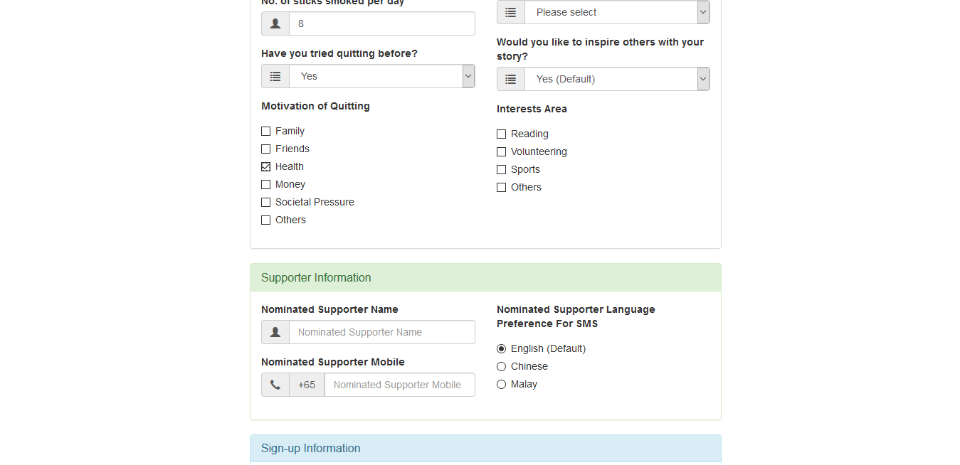 No. of sticks smoked per day
8
Please select
Have you tried quitting before?
Yes
Would you like to inspire others with your
story?
Yes (Default)
Motivation of Quitting
Family
Friends
Health
Money
Societal Pressure
Others
Interests Area
Reading
Volunteering
Sports
Others
Supporter Information
Nominated Supporter Name
Nominated Supporter Name
Nominated Supporter Mobile
+65 Nominated Supporter Mobile
Nominated Supporter Language
Preference For SMS
English (Default)
Chinese
Malay
Sign-up Information